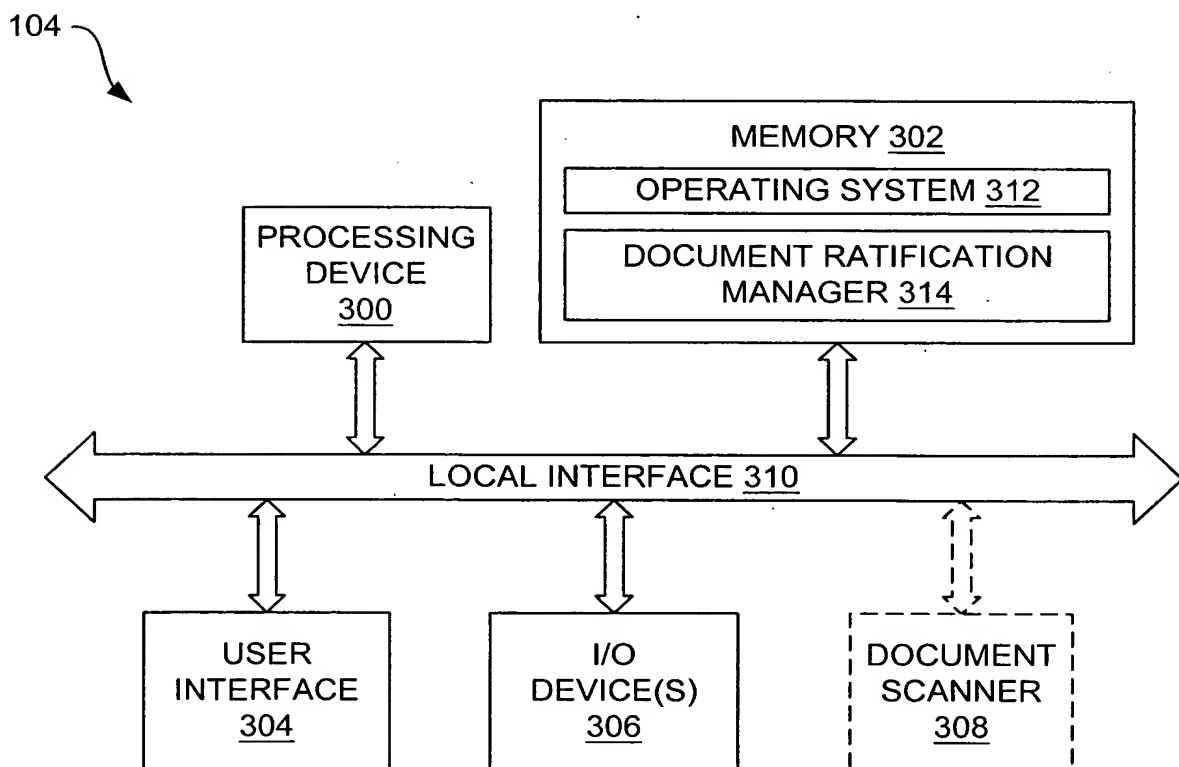 104
MEMORY 302
OPERATING SYSTEM 312
DOCUMENT RATIFICATION
MANAGER 314
PROCESSING
DEVICE
300
LOCAL INTERFACE 310
USER
INTERFACE
304
I/O
DEVICE(S)
306
DOCUMENT
SCANNER
308